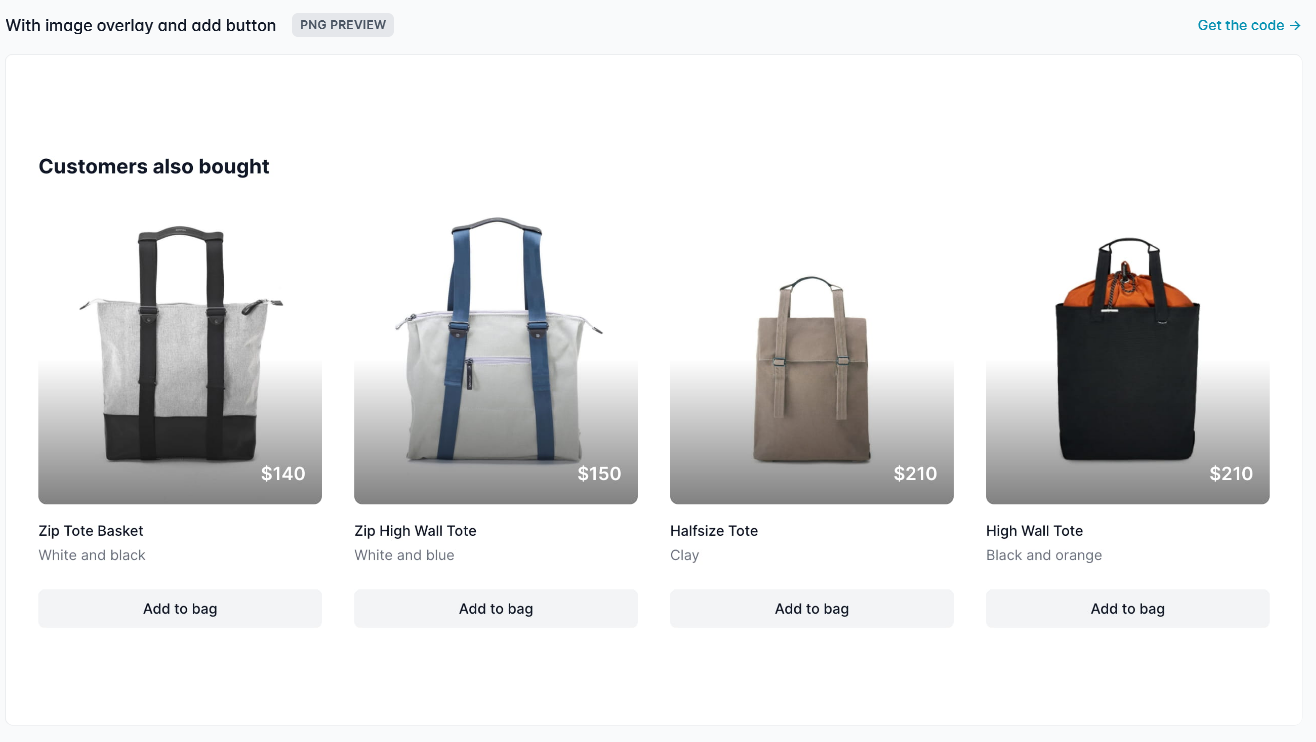 With image overlay and add button PNG PREVIEW Get the code →
Customers also bought
$140 $150 $210 $210
Zip Tote Basket Zip High Wall Tote Halfsize Tote High Wall Tote
White and black White and blue Clay Black and orange
Add to bag Add to bag Add to bag Add to bag